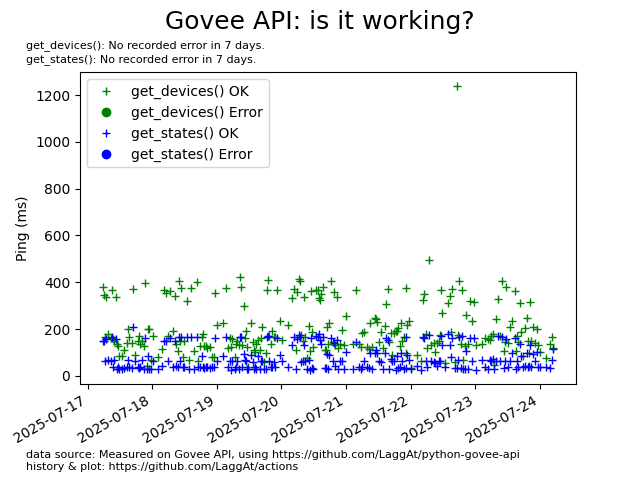 Govee API: is it working?
get_devices(): No recorded error in 7 days.
get_states(): No recorded error in 7 days.
get_devices() OK
get_devices() Error
get_states() OK
get_states() Error
Ping (ms)
1200
1000
800
600
400
200
0
2025-07-17
2025-07-18
2025-07-19
2025-07-20
2025-07-21
2025-07-22
2025-07-23
2025-07-24
data source: Measured on Govee API, using https://github.com/LaggAt/python-govee-api
history & plot: https://github.com/LaggAt/actions